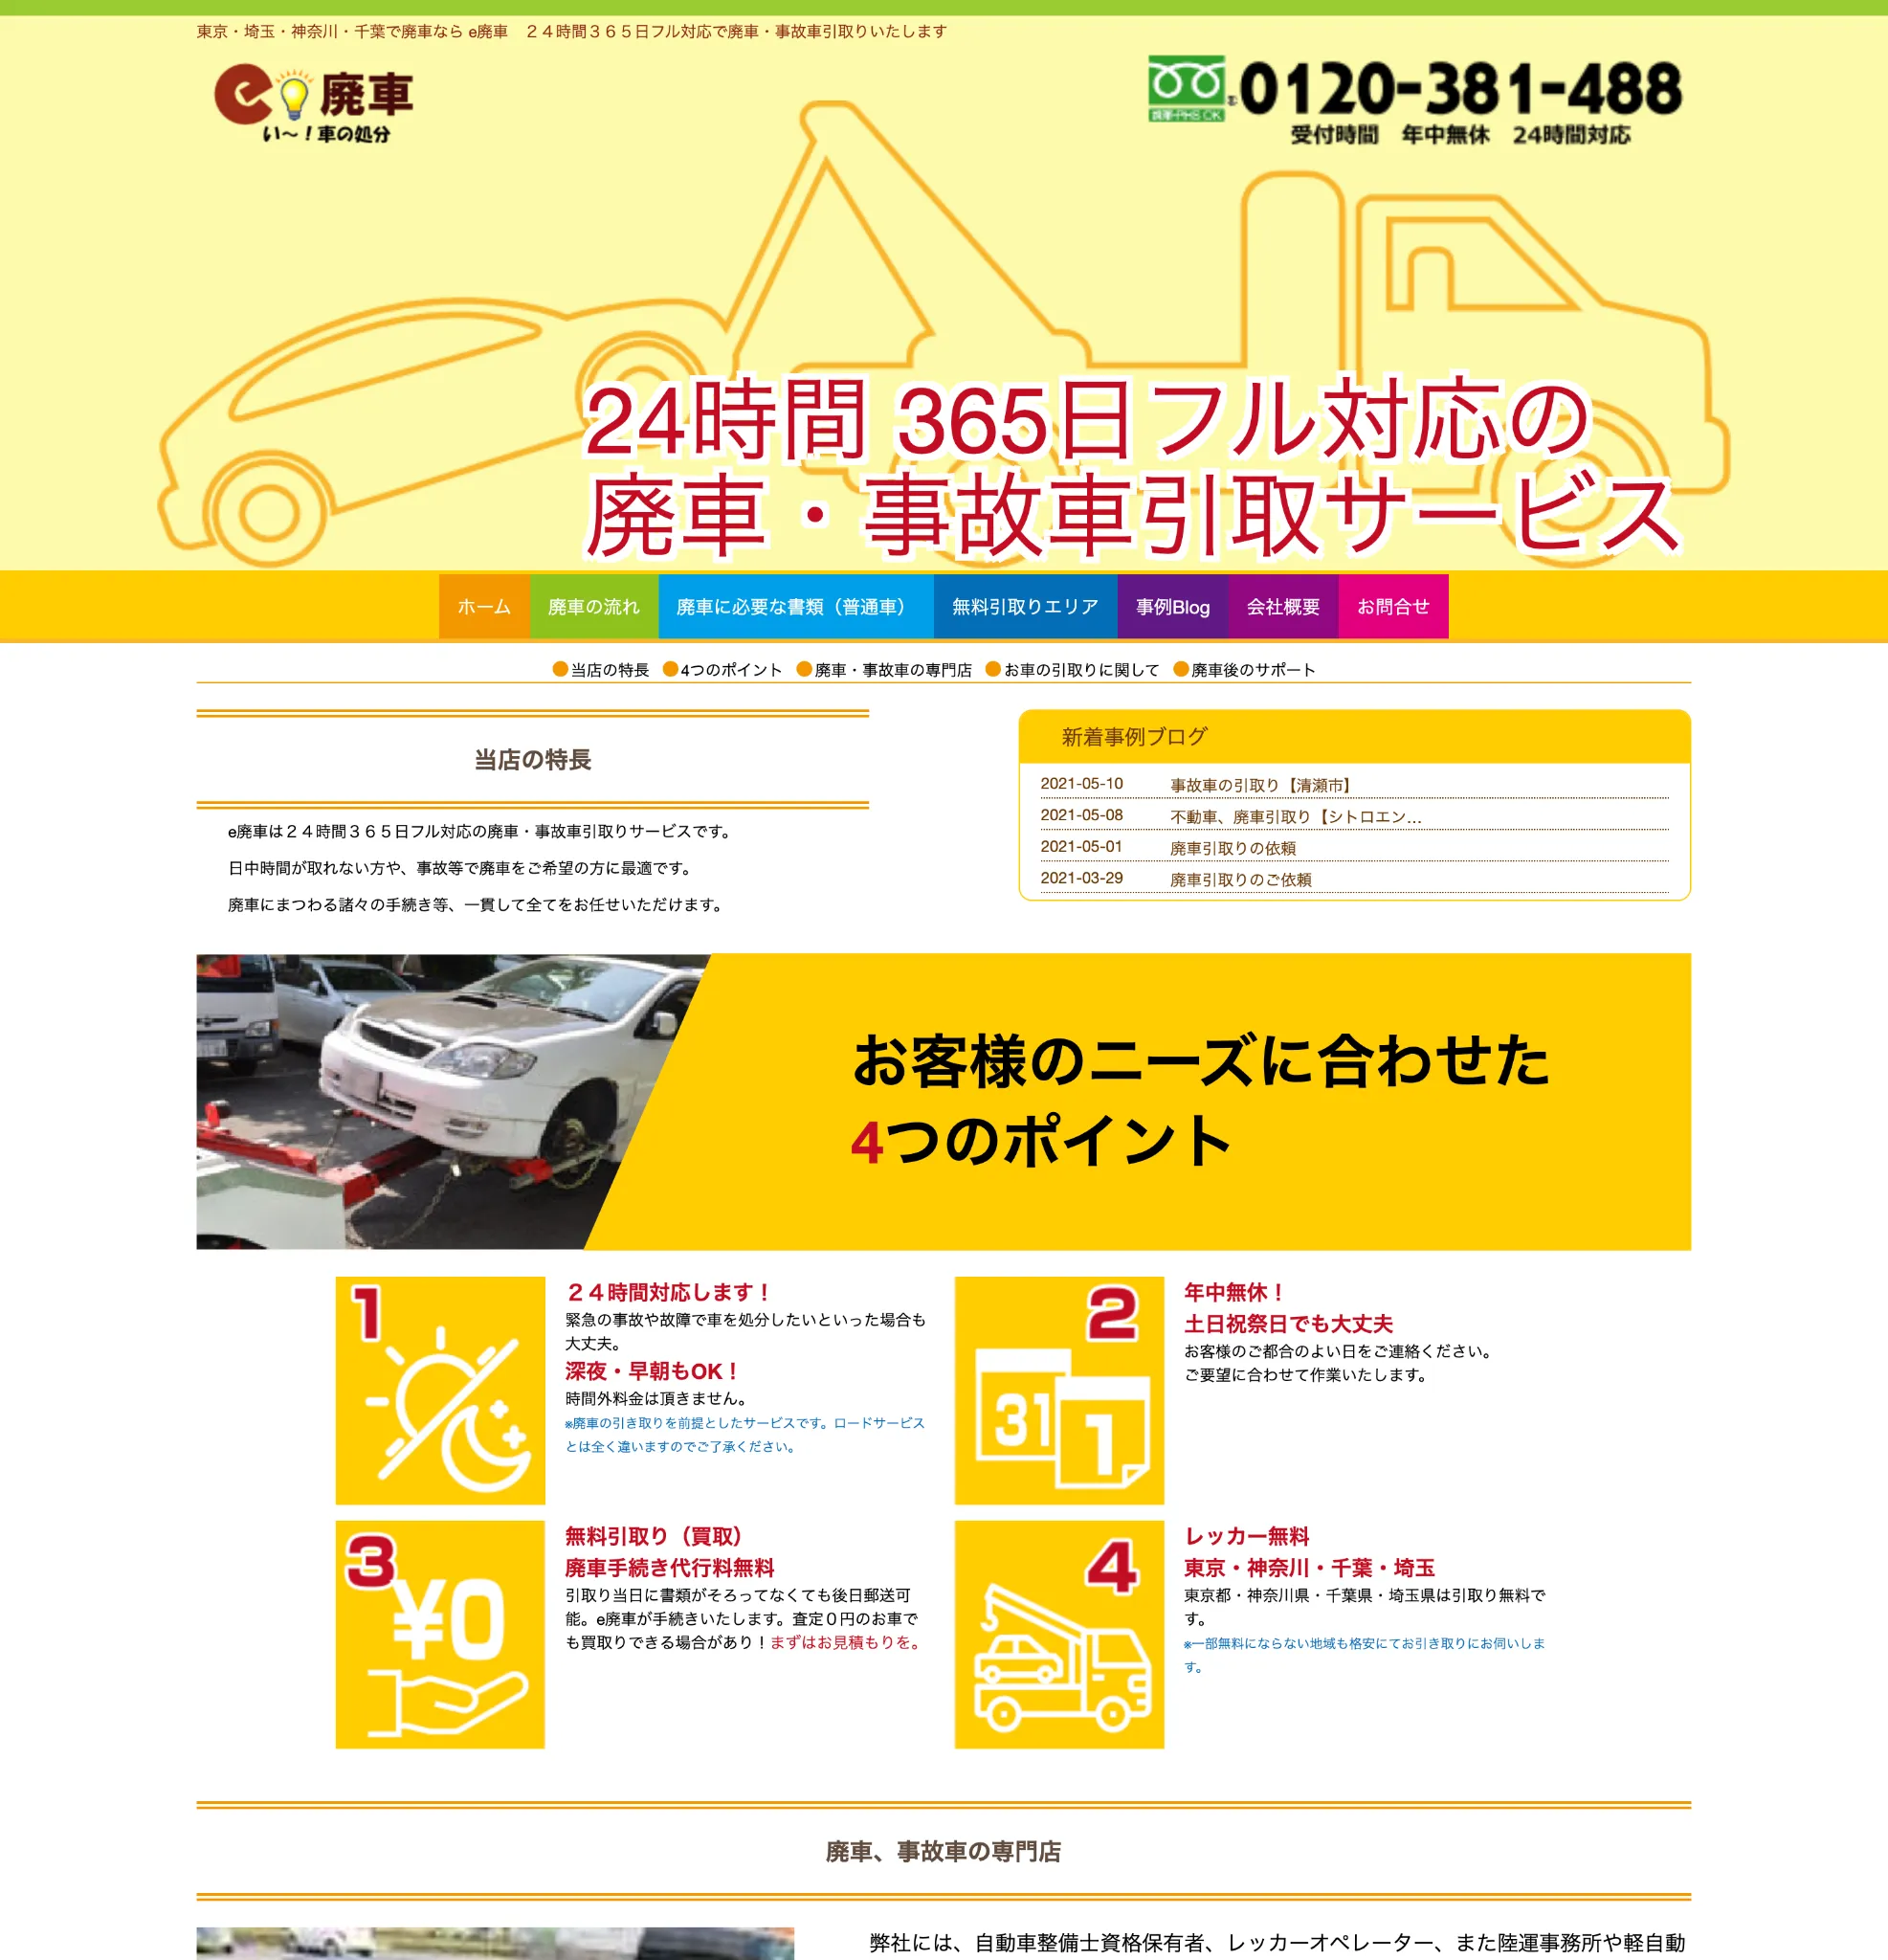 東京・埼玉・神奈川・千葉で廃車なら e廃車　２４時間３６５日フル対応で廃車・事故車引取りいたします
e廃車
い～！車の処分
0120-381-488
受付時間　年中無休　24時間対応
24時間 365日フル対応の
廃車・事故車引取サービス
ホーム 廃車の流れ 廃車に必要な書類（普通車） 無料引取りエリア 事例Blog 会社概要 お問合せ
●当店の特長 ●4つのポイント ●廃車・事故車の専門店 ●お車の引取りに関して ●廃車後のサポート
当店の特長
e廃車は２４時間３６５日フル対応の廃車・事故車引取りサービスです。
日中時間が取れない方や、事故等で廃車をご希望の方に最適です。
廃車にまつわる諸々の手続き等、一貫して全てをお任せいただけます。
新着事例ブログ
2021-05-10 事故車の引取り【清瀬市】
2021-05-08 不動車、廃車引取り【シトロエン…
2021-05-01 廃車引取りの依頼
2021-03-29 廃車引取りのご依頼
お客様のニーズに合わせた
4つのポイント
1
２４時間対応します！
緊急の事故や故障で車を処分したいといった場合も
大丈夫。
深夜・早朝もOK！
時間外料金は頂きません。
※廃車の引き取りを前提としたサービスです。ロードサービス
とは全く違いますのでご了承ください。
2
31
1
年中無休！
土日祝祭日でも大丈夫
お客様のご都合のよい日をご連絡ください。
ご要望に合わせて作業いたします。
3
¥0
無料引取り（買取）
廃車手続き代行料無料
引取り当日に書類がそろってなくても後日郵送可
能。e廃車が手続きいたします。査定０円のお車で
も買取りできる場合があり！まずはお見積もりを。
4
レッカー無料
東京・神奈川・千葉・埼玉
東京都・神奈川県・千葉県・埼玉県は引取り無料で
す。
※一部無料にならない地域も格安にてお引き取りにお伺いしま
す。
廃車、事故車の専門店
弊社には、自動車整備士資格保有者、レッカーオペレーター、また陸運事務所や軽自動